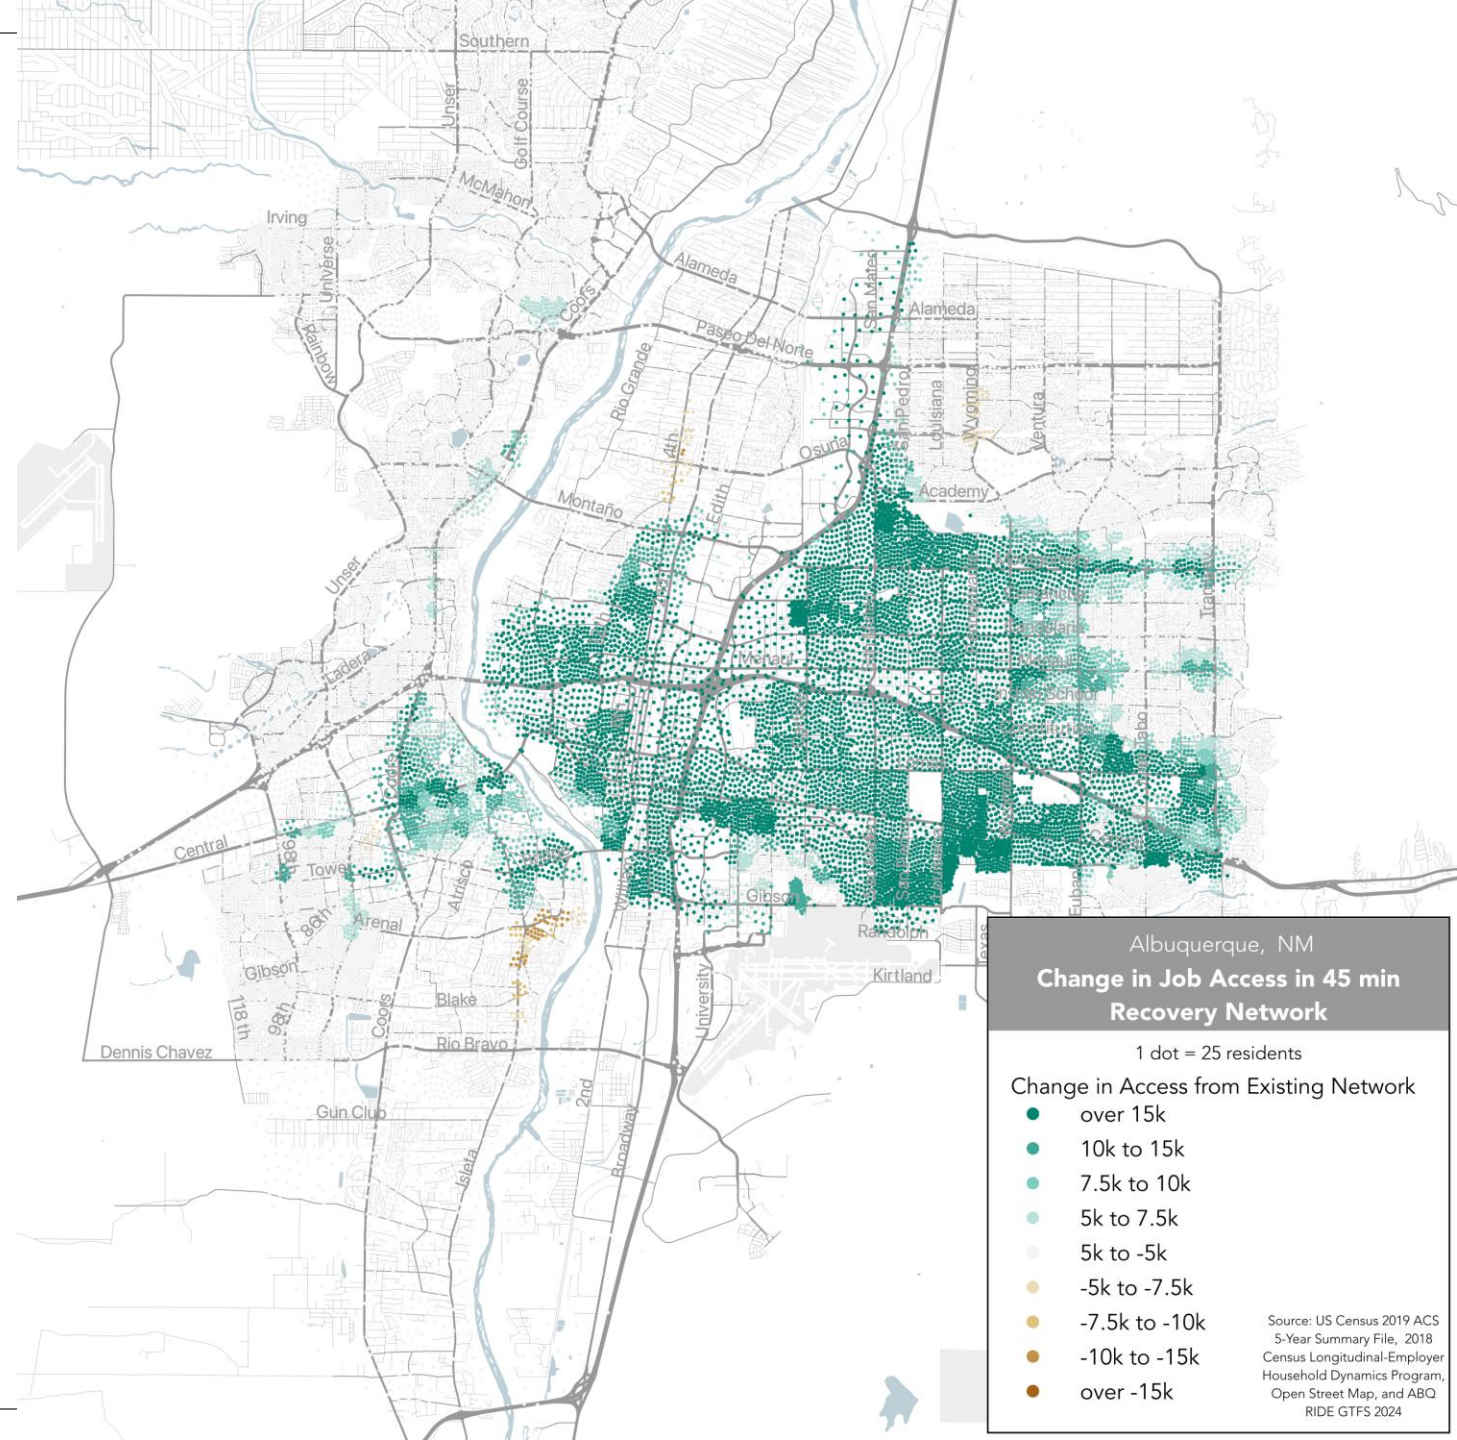 Southern
Unser
Golf Course
McMahon
Irving
Universe
Alameda
San Mateo
Coors
Alameda
Rainbow
Paseo Del Norte
Rio Grande
San Pedro
Louisiana
Wyoming
Ventura
4th
Osuna
Academy
Montaño
Edith
Unser
Tramway
Menaul
Ladera
Coors
Central
98th
Tower
Atrisco
Gibson
Eubank
86th
Arenal
Randolph
Texas
Gibson
Kirtland
118 th
98th
Coors
Blake
University
Rio Bravo
Dennis Chavez
2nd
Gun Club
Broadway
Isleta
Albuquerque, NM
Change in Job Access in 45 min
Recovery Network
1 dot = 25 residents
Change in Access from Existing Network
over 15k
10k to 15k
7.5k to 10k
5k to 7.5k
5k to -5k
-5k to -7.5k
-7.5k to -10k
-10k to -15k
over -15k
Source: US Census 2019 ACS
5-Year Summary File, 2018
Census Longitudinal-Employer
Household Dynamics Program,
Open Street Map, and ABQ
RIDE GTFS 2024